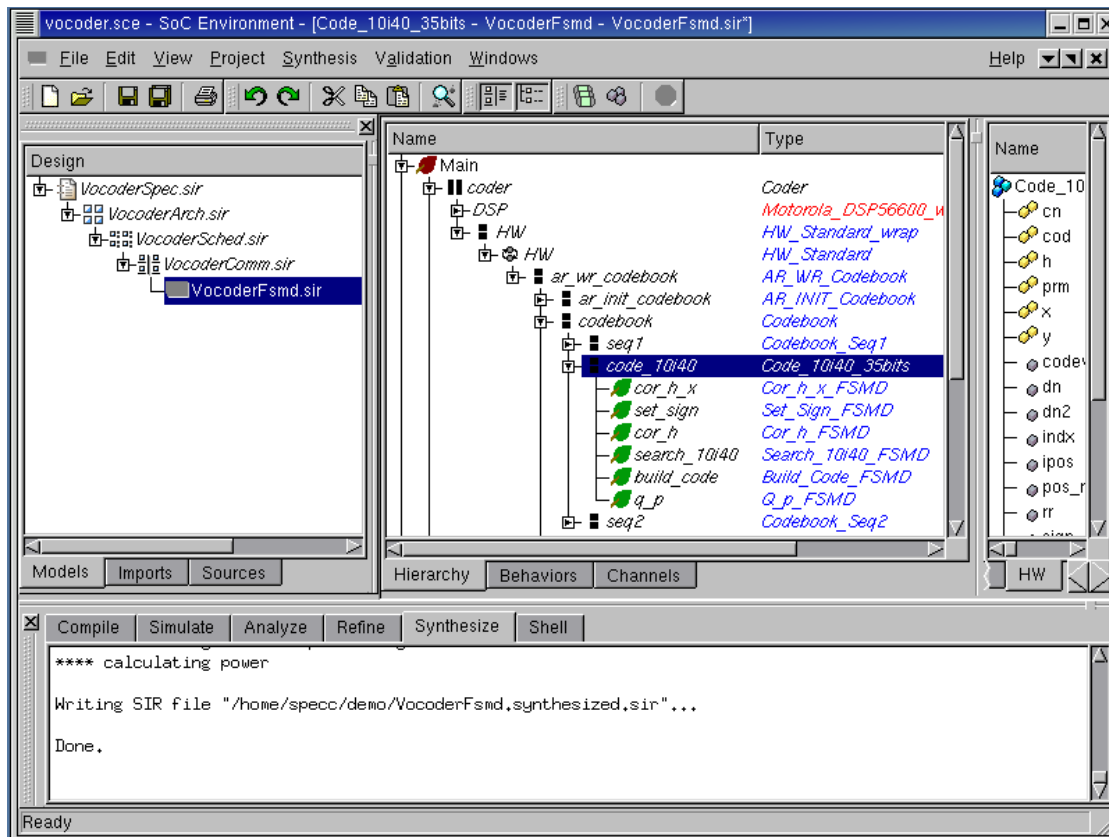 vocoder.sce - SoC Environment - [Code_10i40_35bits - VocoderFsmd - VocoderFsmd.sir*]
File Edit View Project Synthesis Validation Windows Help
Design
VocoderSpec.sir
VocoderArch.sir
VocoderSched.sir
VocoderComm.sir
VocoderFsmd.sir
Models Imports Sources
Name Type
Main
coder Coder
DSP Motorola_DSP56600_w
HW HW_Standard_wrap
HW HW_Standard
ar_wr_codebook AR_WR_Codebook
ar_init_codebook AR_INIT_Codebook
codebook Codebook
seq1 Codebook_Seq1
code_10i40 Code_10i40_35bits
cor_h_x Cor_h_x_FSMD
set_sign Set_Sign_FSMD
cor_h Cor_h_FSMD
search_10i40 Search_10i40_FSMD
build_code Build_Code_FSMD
q_p Q_p_FSMD
seq2 Codebook_Seq2
Hierarchy Behaviors Channels
Name
Code_10
cn
cod
h
prm
x
y
code
dn
dn2
indx
ipos
pos_r
rr
sign
HW
Compile Simulate Analyze Refine Synthesize Shell
**** calculating power
Writing SIR file "/home/specc/demo/VocoderFsmd.synthesized.sir"...
Done.
Ready